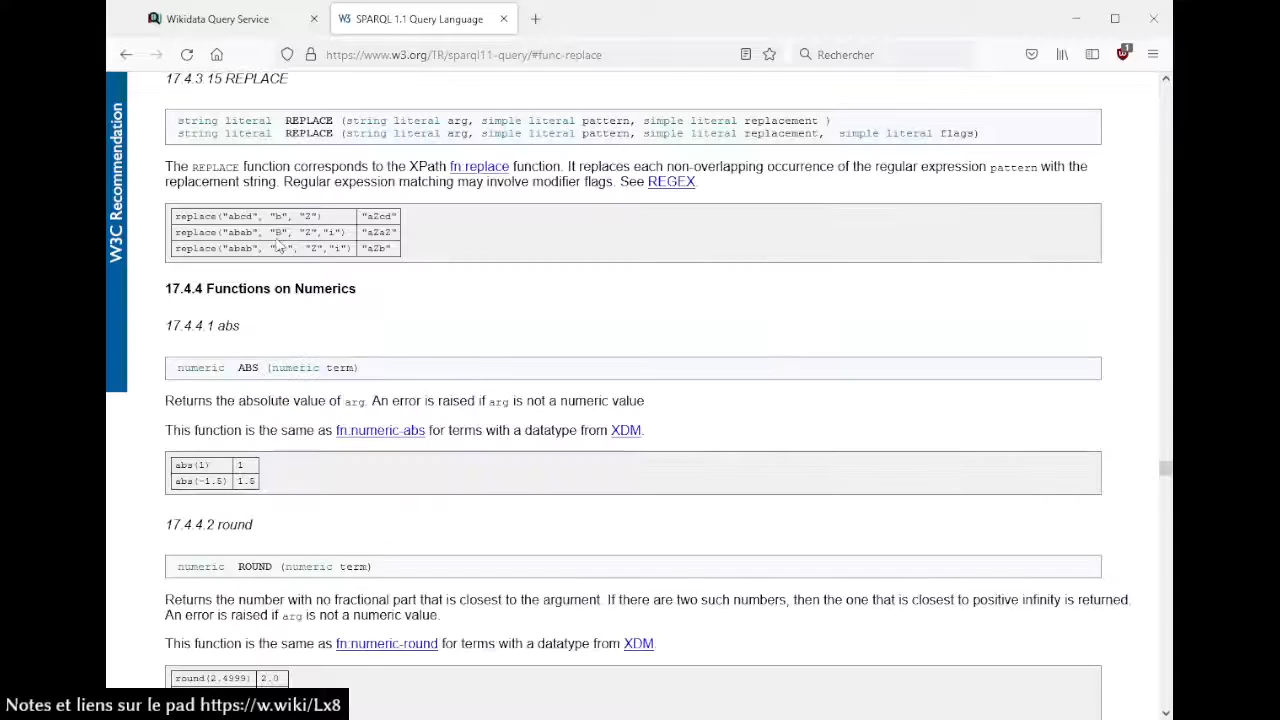 Wikidata Query Service
W3C SPARQL 1.1 Query Language
https://www.w3.org/TR/sparql11-query/#func-replace
Rechercher
1
W3C Recommendation
17.4.3.15 REPLACE
string literal REPLACE (string literal arg, simple literal pattern, simple literal replacement )
string literal REPLACE (string literal arg, simple literal pattern, simple literal replacement, simple literal flags)
The REPLACE function corresponds to the XPath fn:replace function. It replaces each non-overlapping occurrence of the regular expression pattern with the
replacement string. Regular expession matching may involve modifier flags. See REGEX.
replace("abcd", "b", "Z") "aZcd"
replace("abab", "B", "Z","i") "aZaZ"
replace("abab", "Z","i") "aZb"
17.4.4 Functions on Numerics
17.4.4.1 abs
numeric ABS (numeric term)
Returns the absolute value of arg. An error is raised if arg is not a numeric value
This function is the same as fn:numeric-abs for terms with a datatype from XDM.
abs(1) 1
abs(-1.5) 1.5
17.4.4.2 round
numeric ROUND (numeric term)
Returns the number with no fractional part that is closest to the argument. If there are two such numbers, then the one that is closest to positive infinity is returned.
An error is raised if arg is not a numeric value.
This function is the same as fn:numeric-round for terms with a datatype from XDM.
round(2.4999) 2.0
Notes et liens sur le pad https://w.wiki/Lx8